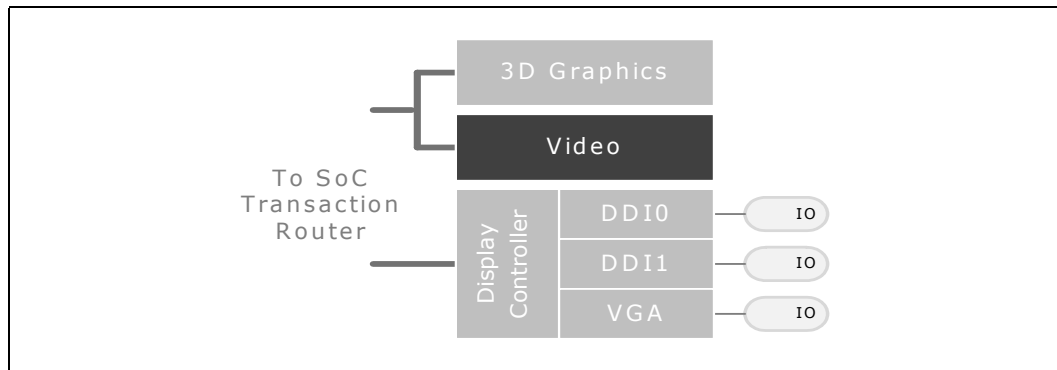 3D Graphics
Video
To SoC
Transaction
Router
Display
Controller
DDI0
IO
DDI1
IO
VGA
IO